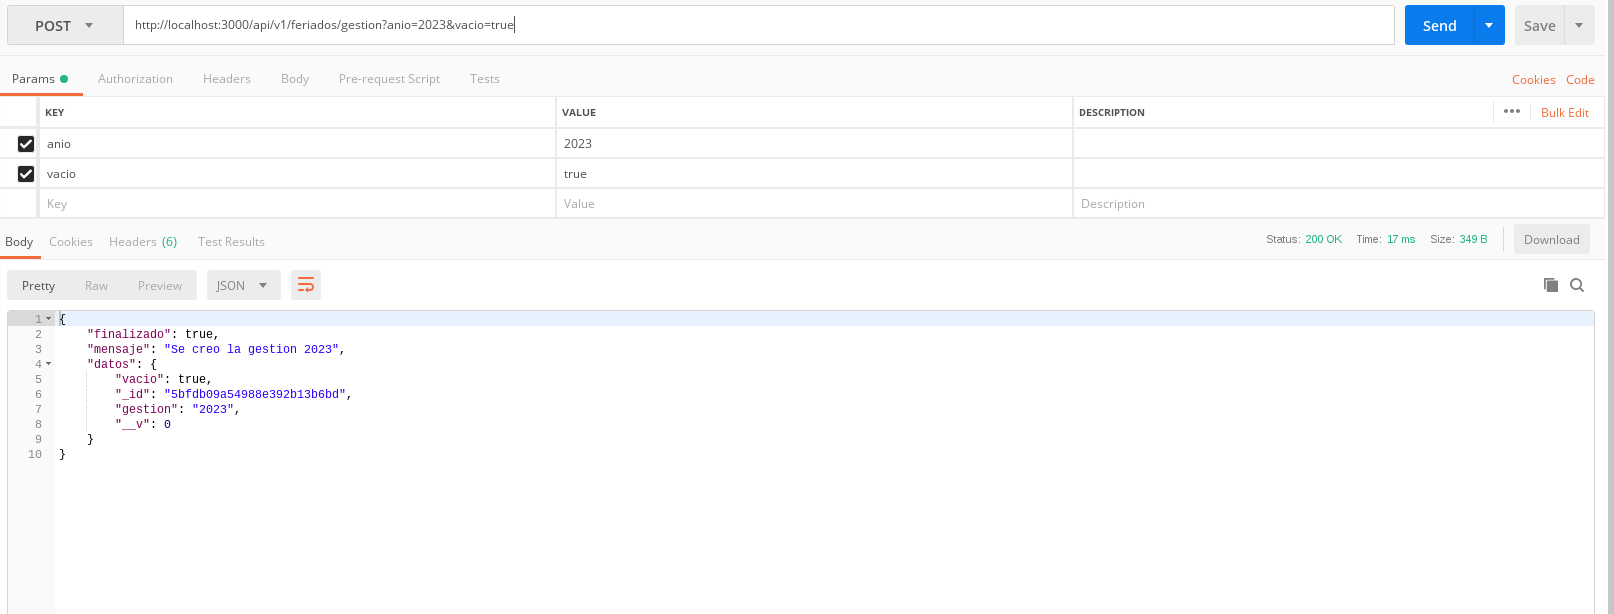 POST http://localhost:3000/api/v1/feriados/gestion?anio=2023&vacio=true Send Save
Params Authorization Headers Body Pre-request Script Tests Cookies Code
KEY VALUE DESCRIPTION ••• Bulk Edit
anio 2023
vacio true
Key Value Description
Body Cookies Headers (6) Test Results Status: 200 OK Time: 17 ms Size: 349 B Download
Pretty Raw Preview JSON
1 {
2 "finalizado": true,
3 "mensaje": "Se creo la gestion 2023",
4 "datos": {
5 "vacio": true,
6 "_id": "5bfdb09a54988e392b13b6bd",
7 "gestion": "2023",
8 "__v": 0
9 }
10 }